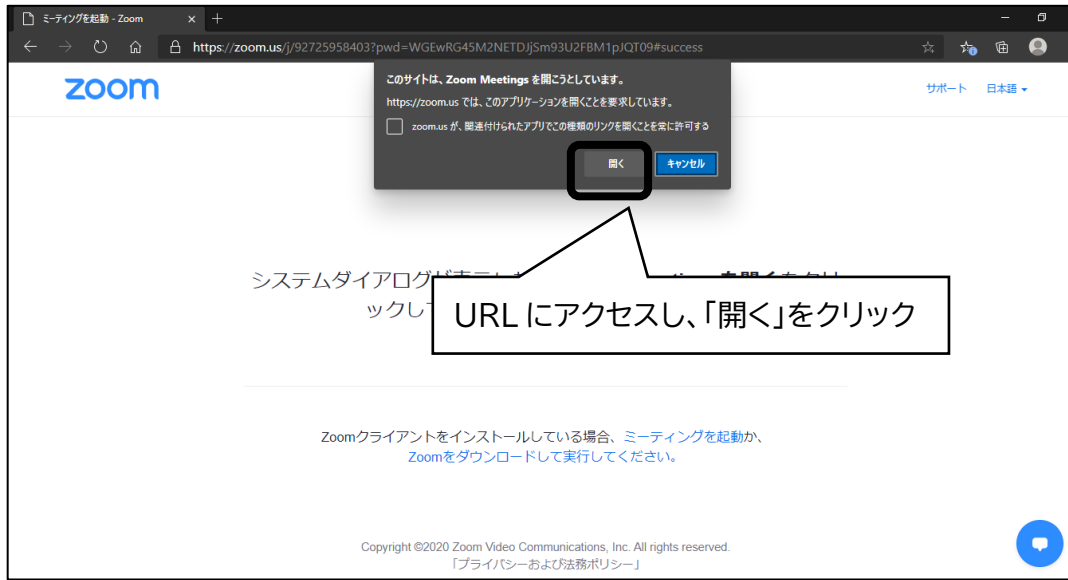 ミーティングを起動 - Zoom
https://zoom.us/j/92725958403?pwd=WGEwRG45M2NETDJjSm93U2FBM1pJQT09#success
zoom
サポート 日本語
このサイトは、Zoom Meetings を開こうとしています。
https://zoom.us では、このアプリケーションを開くことを要求しています。
zoom.us が、関連付けられたアプリでこの種類のリンクを開くことを常に許可する
開く キャンセル
システムダイアログが
ックして
URL にアクセスし、「開く」をクリック
Zoomクライアントをインストールしている場合、ミーティングを起動か、
Zoomをダウンロードして実行してください。
Copyright ©2020 Zoom Video Communications, Inc. All rights reserved.
「プライバシーおよび法務ポリシー」